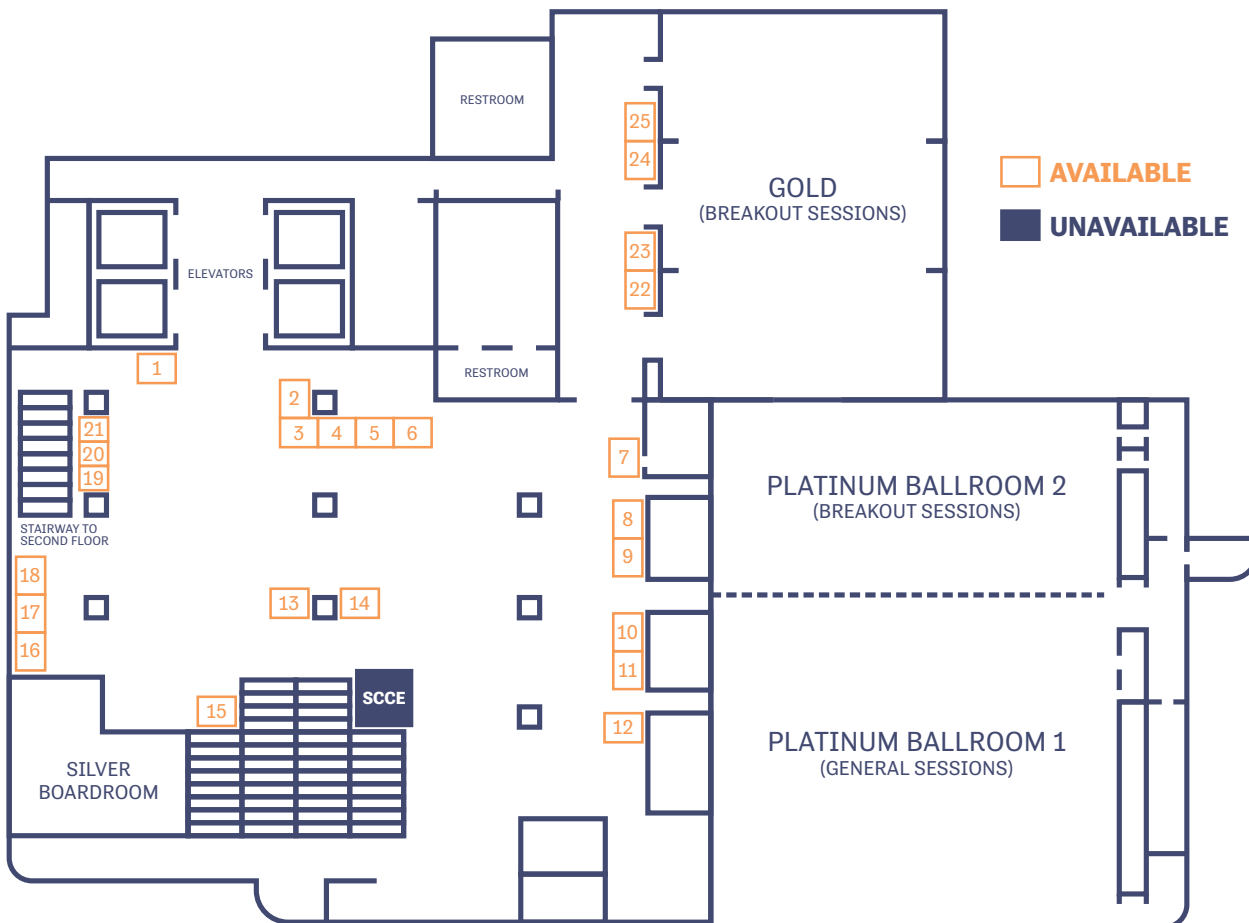 RESTROOM
25
24
GOLD
(BREAKOUT SESSIONS)
AVAILABLE
UNAVAILABLE
23
22
ELEVATORS
1
RESTROOM
2
3 4 5 6
21
20
19
7
8
9
PLATINUM BALLROOM 2
(BREAKOUT SESSIONS)
STAIRWAY TO
SECOND FLOOR
18
17
16
13 14
10
11
12
SCCE
15
PLATINUM BALLROOM 1
(GENERAL SESSIONS)
SILVER
BOARDROOM